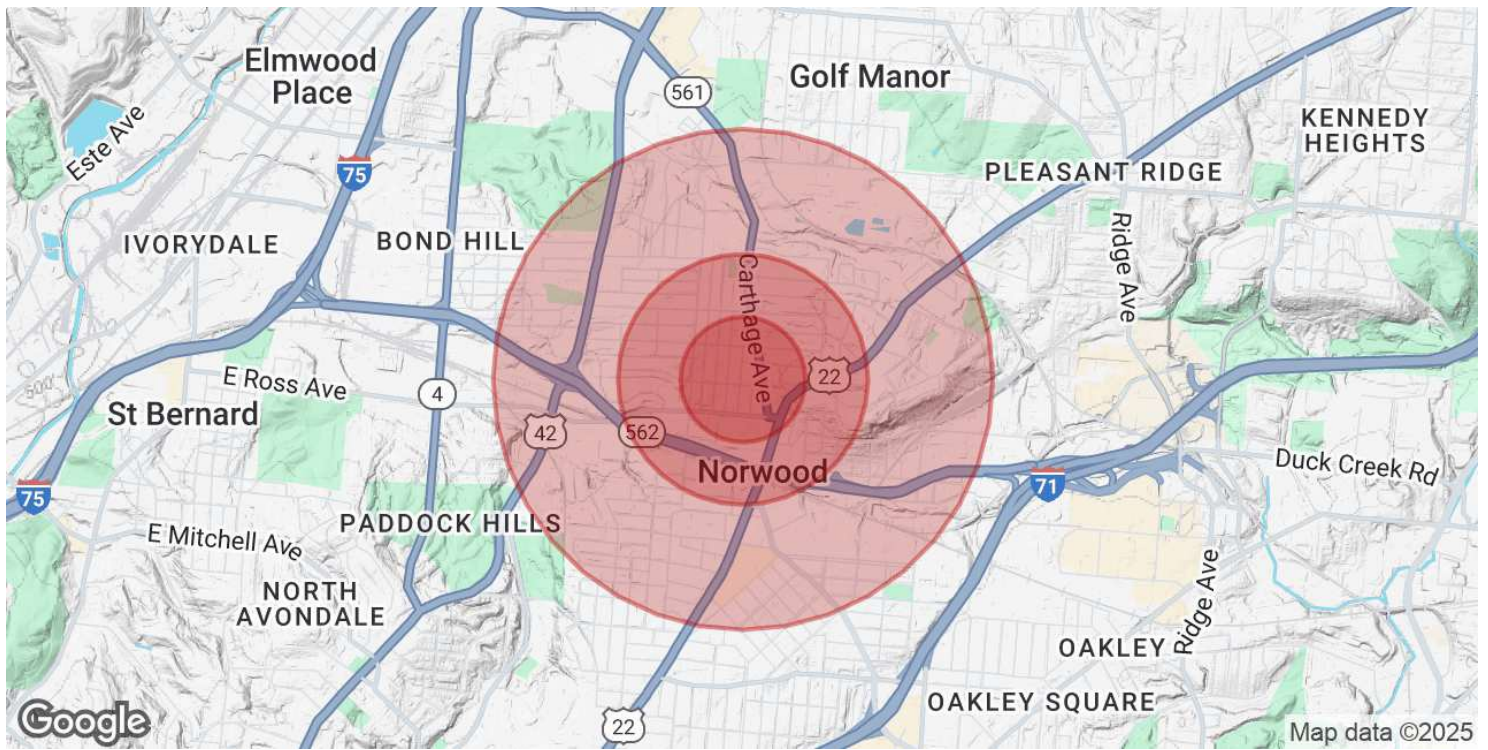 Elmwood
Place
Golf Manor
561
KENNEDY
HEIGHTS
Este Ave
75
PLEASANT RIDGE
IVORYDALE
BOND HILL
Ridge Ave
Carthage Ave
22
E Ross Ave
4
St Bernard
42
562
Norwood
Duck Creek Rd
75
71
PADDOCK HILLS
E Mitchell Ave
NORTH
AVONDALE
Ridge Ave
OAKLEY
OAKLEY SQUARE
22
Google
Map data ©2025